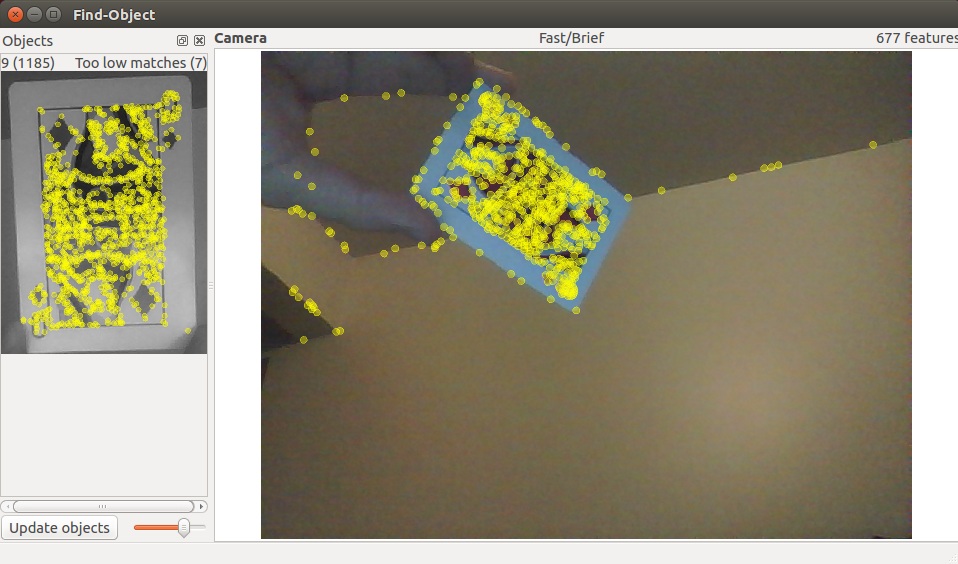 Find-Object
Objects
Camera
Fast/Brief
677 features
9 (1185)
Too low matches (7)
Update objects